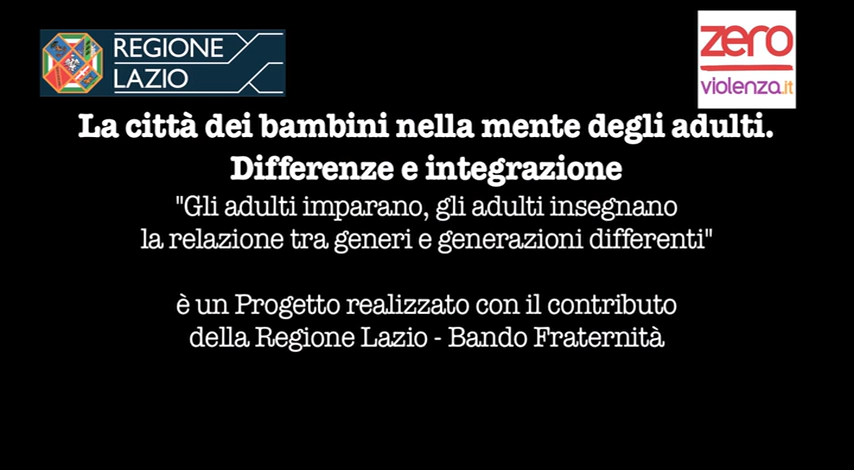 REGIONE
LAZIO
zero
violenza.it
La città dei bambini nella mente degli adulti.
Differenze e integrazione
"Gli adulti imparano, gli adulti insegnano
la relazione tra generi e generazioni differenti"
è un Progetto realizzato con il contributo
della Regione Lazio - Bando Fraternità